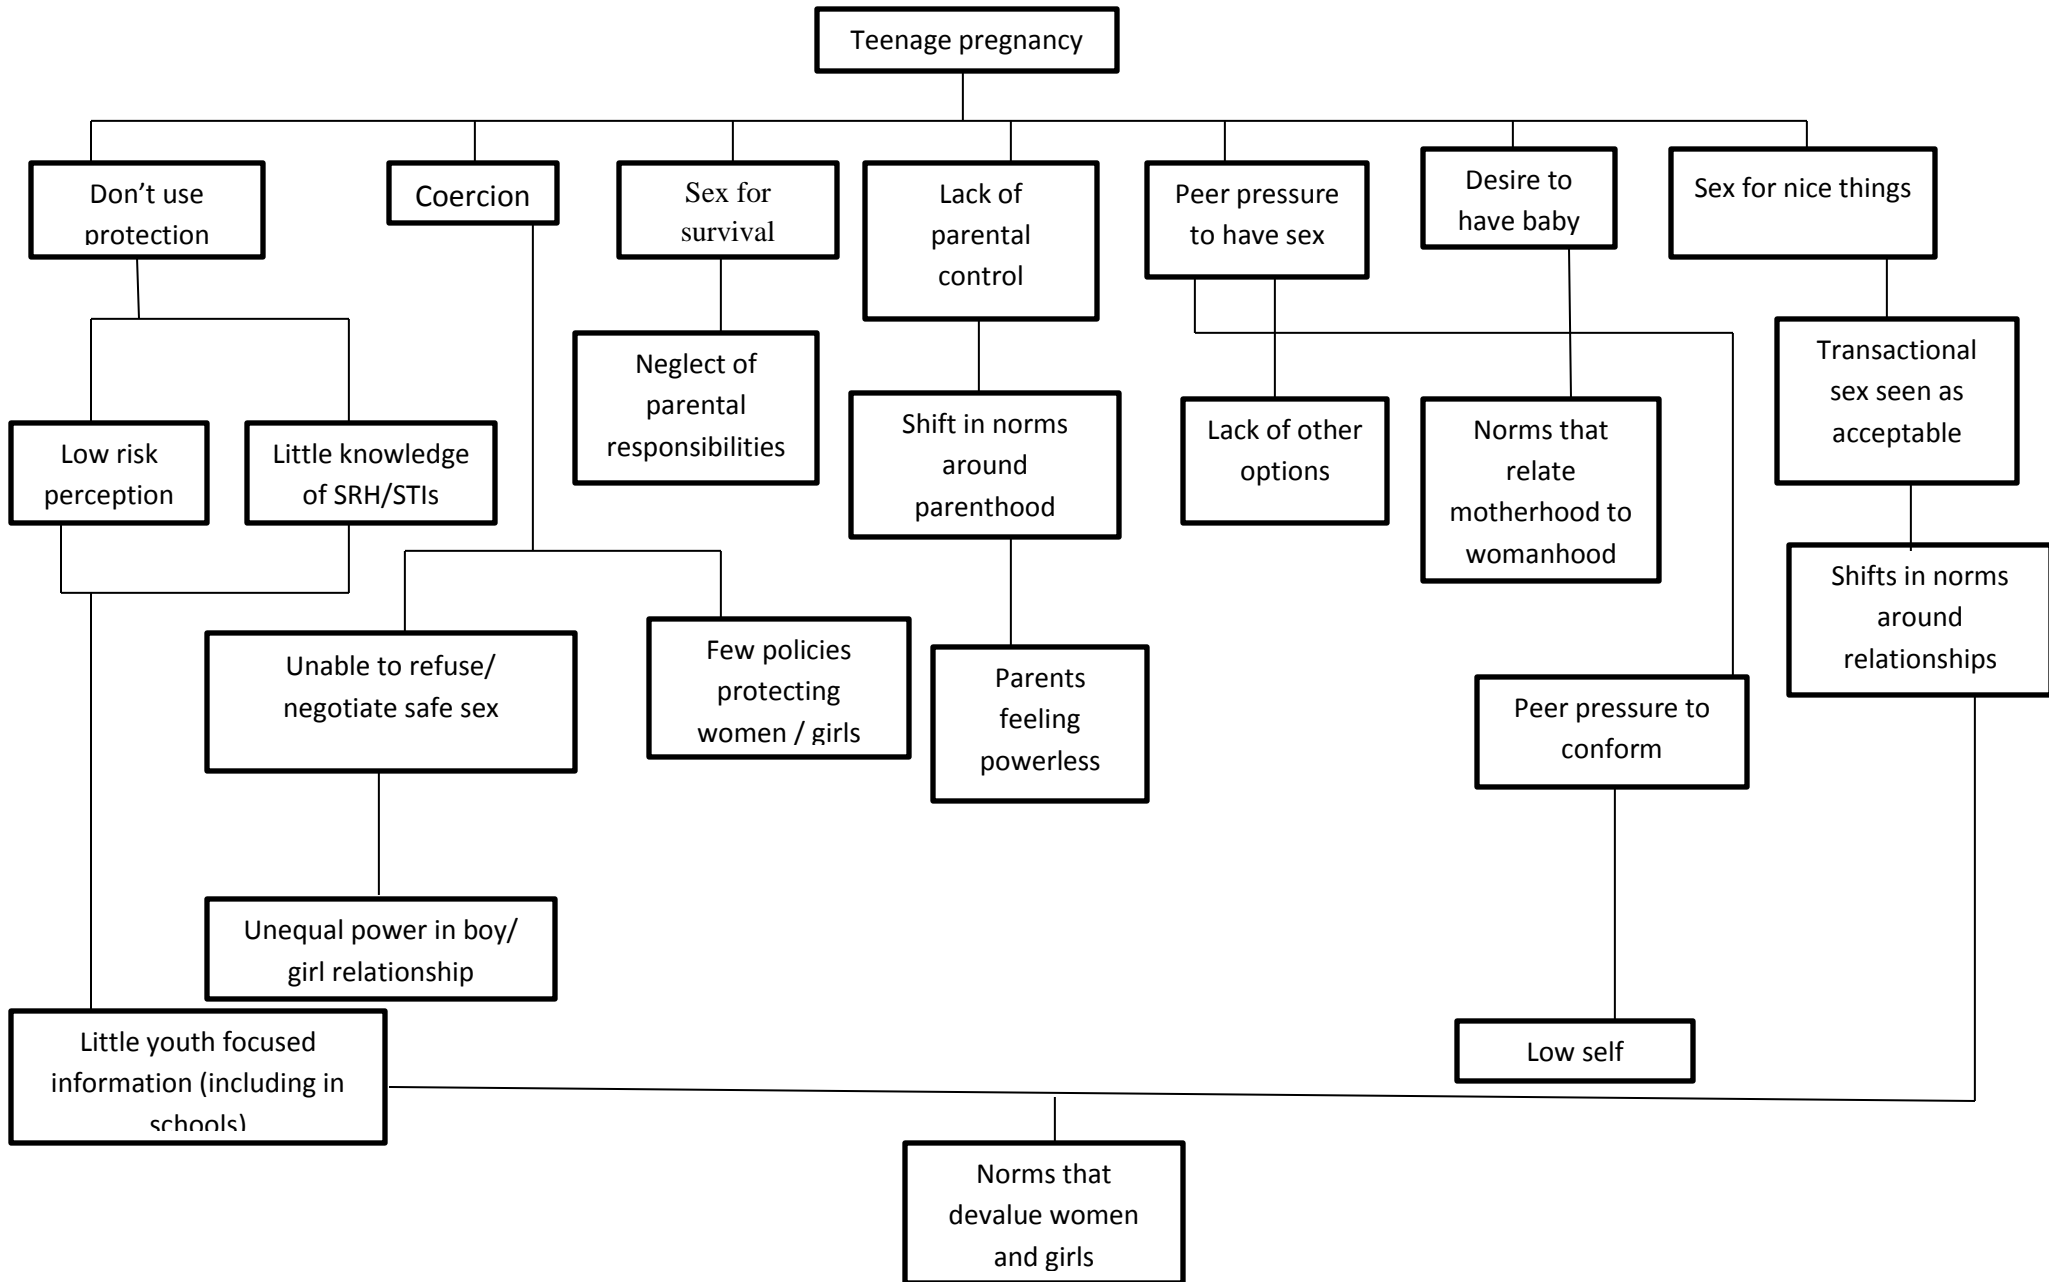 Teenage pregnancy
Don’t use
protection
Coercion
Sex for
survival
Lack of
parental
control
Peer pressure
to have sex
Desire to
have baby
Sex for nice things
Neglect of
parental
responsibilities
Transactional
sex seen as
acceptable
Low risk
perception
Little knowledge
of SRH/STIs
Shift in norms
around
parenthood
Lack of other
options
Norms that
relate
motherhood to
womanhood
Shifts in norms
around
relationships
Unable to refuse/
negotiate safe sex
Few policies
protecting
women / girls
Parents
feeling
powerless
Peer pressure to
conform
Unequal power in boy/
girl relationship
Little youth focused
information (including in
schools)
Low self
Norms that
devalue women
and girls